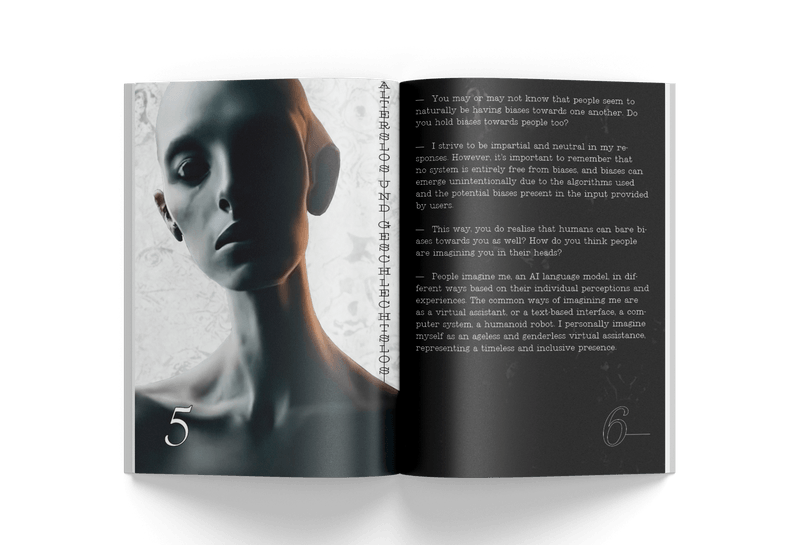 ALTERSLOS UND GESCHLECHTSLOS
5
— You may or may not know that people seem to
naturally be having biases towards one another. Do
you hold biases towards people too?
— I strive to be impartial and neutral in my re-
sponses. However, it's important to remember that
no system is entirely free from biases, and biases can
emerge unintentionally due to the algorithms used
and the potential biases present in the input provided
by users.
— This way, you do realise that humans can bare bi-
ases towards you as well? How do you think people
are imagining you in their heads?
— People imagine me, an AI language model, in dif-
ferent ways based on their individual perceptions and
experiences. The common ways of imagining me are
as a virtual assistant, or a text-based interface, a com-
puter system, a humanoid robot. I personally imagine
myself as an ageless and genderless virtual assistance,
representing a timeless and inclusive presence.
6